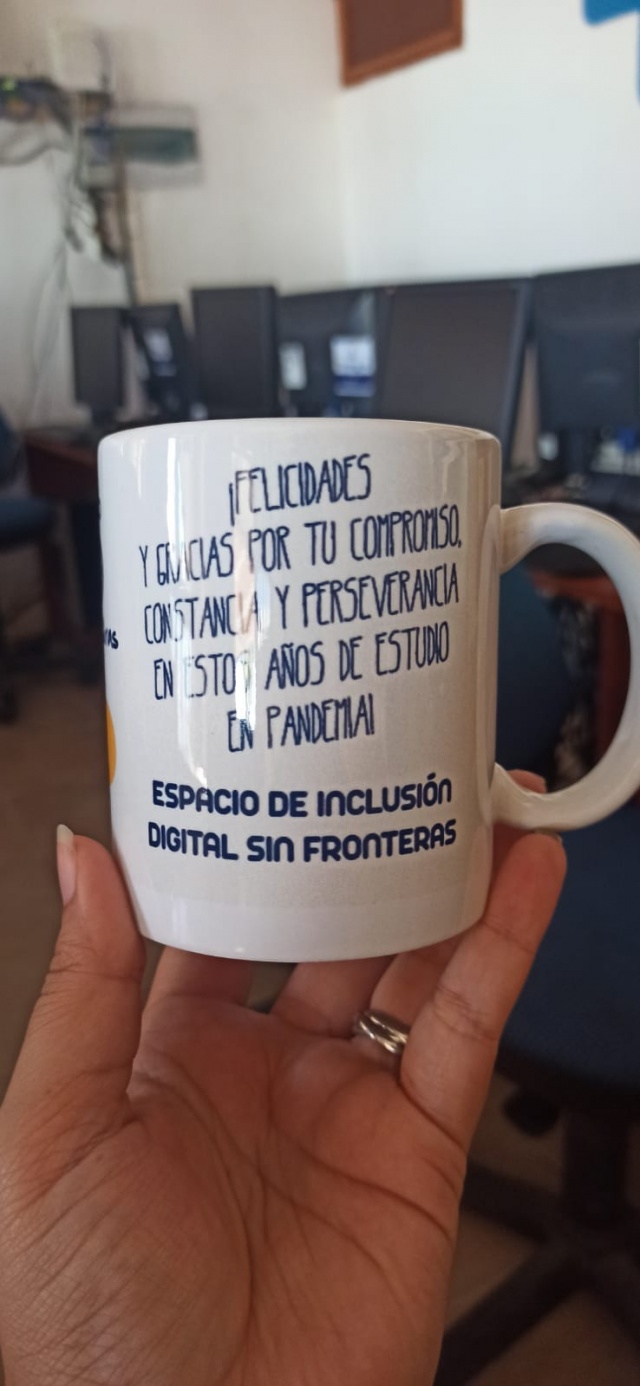 ¡FELICIDADES
Y GRACIAS POR TU COMPROMISO,
CONSTANCIA Y PERSEVERANCIA
EN ESTOS AÑOS DE ESTUDIO
EN PANDEMIA!
ESPACIO DE INCLUSIÓN
DIGITAL SIN FRONTERAS